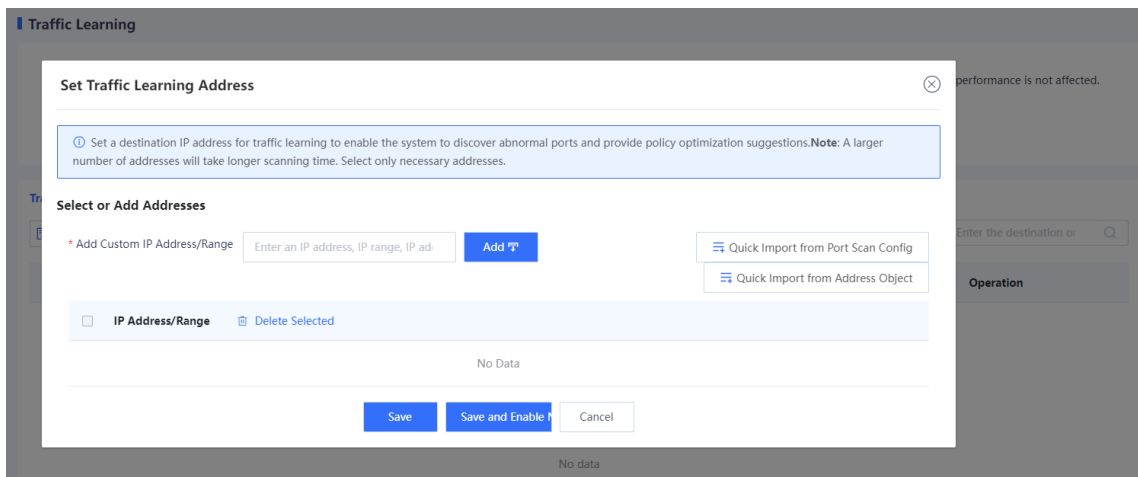 Traffic Learning
performance is not affected.
Set Traffic Learning Address
Set a destination IP address for traffic learning to enable the system to discover abnormal ports and provide policy optimization suggestions.Note: A larger
number of addresses will take longer scanning time. Select only necessary addresses.
Select or Add Addresses
* Add Custom IP Address/Range Enter an IP address, IP range, IP Add Quick Import from Port Scan Config
Enter the destination
Quick Import from Address Object
Operation
IP Address/Range Delete Selected
No Data
Save Save and Enable Cancel
No data